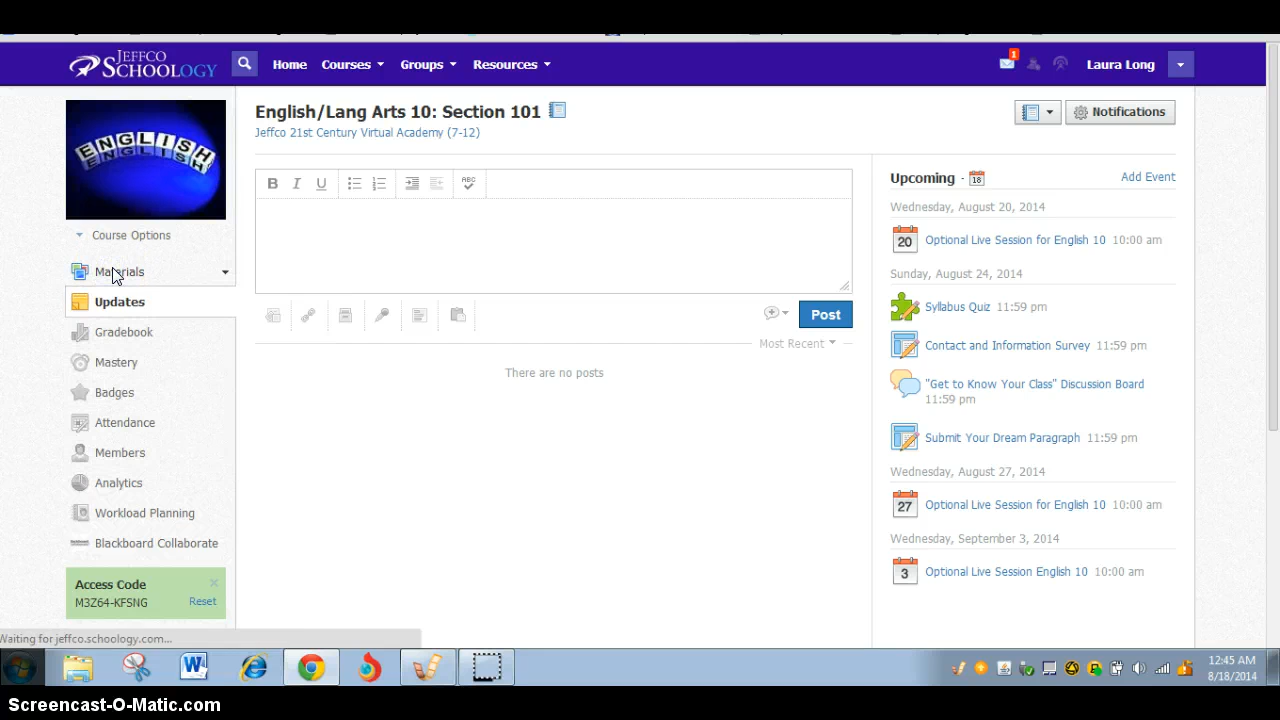 JEFFCO
SCHOOLOGY
Home
Courses
Groups
Resources
1
Laura Long
ENGLISH
English/Lang Arts 10: Section 101
Jeffco 21st Century Virtual Academy (7-12)
Notifications
Course Options
Materials
Updates
Gradebook
Mastery
Badges
Attendance
Members
Analytics
Workload Planning
Blackboard Collaborate
Access Code
M3Z64-KFSNG Reset
B I U ABC
Post
Most Recent
There are no posts
Upcoming - 18 Add Event
Wednesday, August 20, 2014
20 Optional Live Session for English 10 10:00 am
Sunday, August 24, 2014
Syllabus Quiz 11:59 pm
Contact and Information Survey 11:59 pm
"Get to Know Your Class" Discussion Board
11:59 pm
Submit Your Dream Paragraph 11:59 pm
Wednesday, August 27, 2014
27 Optional Live Session for English 10 10:00 am
Wednesday, September 3, 2014
3 Optional Live Session English 10 10:00 am
Waiting for jeffco.schoology.com...
12:45 AM
8/18/2014
Screencast-O-Matic.com